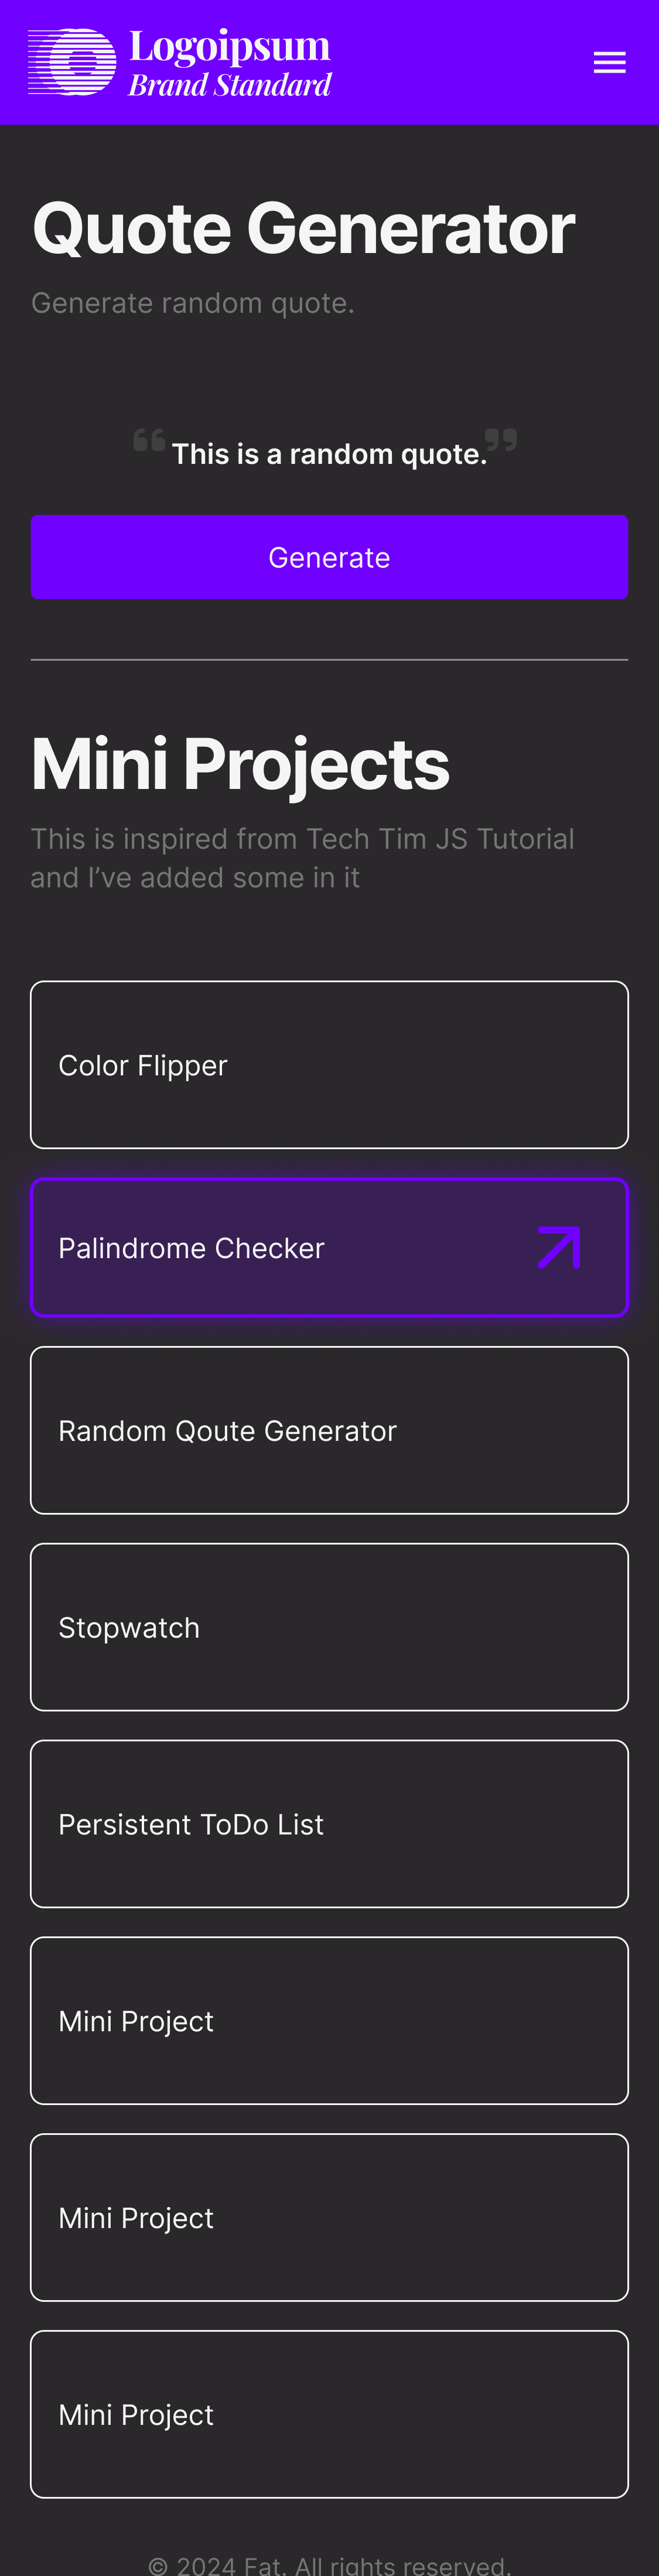 Logoipsum
Brand Standard
Quote Generator
Generate random quote.
“ This is a random quote. ”
Generate
Mini Projects
This is inspired from Tech Tim JS Tutorial
and I’ve added some in it
Color Flipper
Palindrome Checker
Random Qoute Generator
Stopwatch
Persistent ToDo List
Mini Project
Mini Project
Mini Project
© 2024 Fat. All rights reserved.